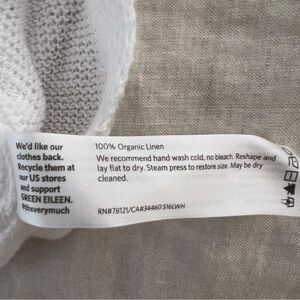 We'd like our
clothes back.
Recycle them at
our US stores
and support
GREEN EILEEN.
#thxverymuch
100% Organic Linen
We recommend hand wash cold, no bleach. Reshape and
lay flat to dry. Steam press to restore size. May be dry
cleaned.
RN#78121/CA#34460 S16LWH